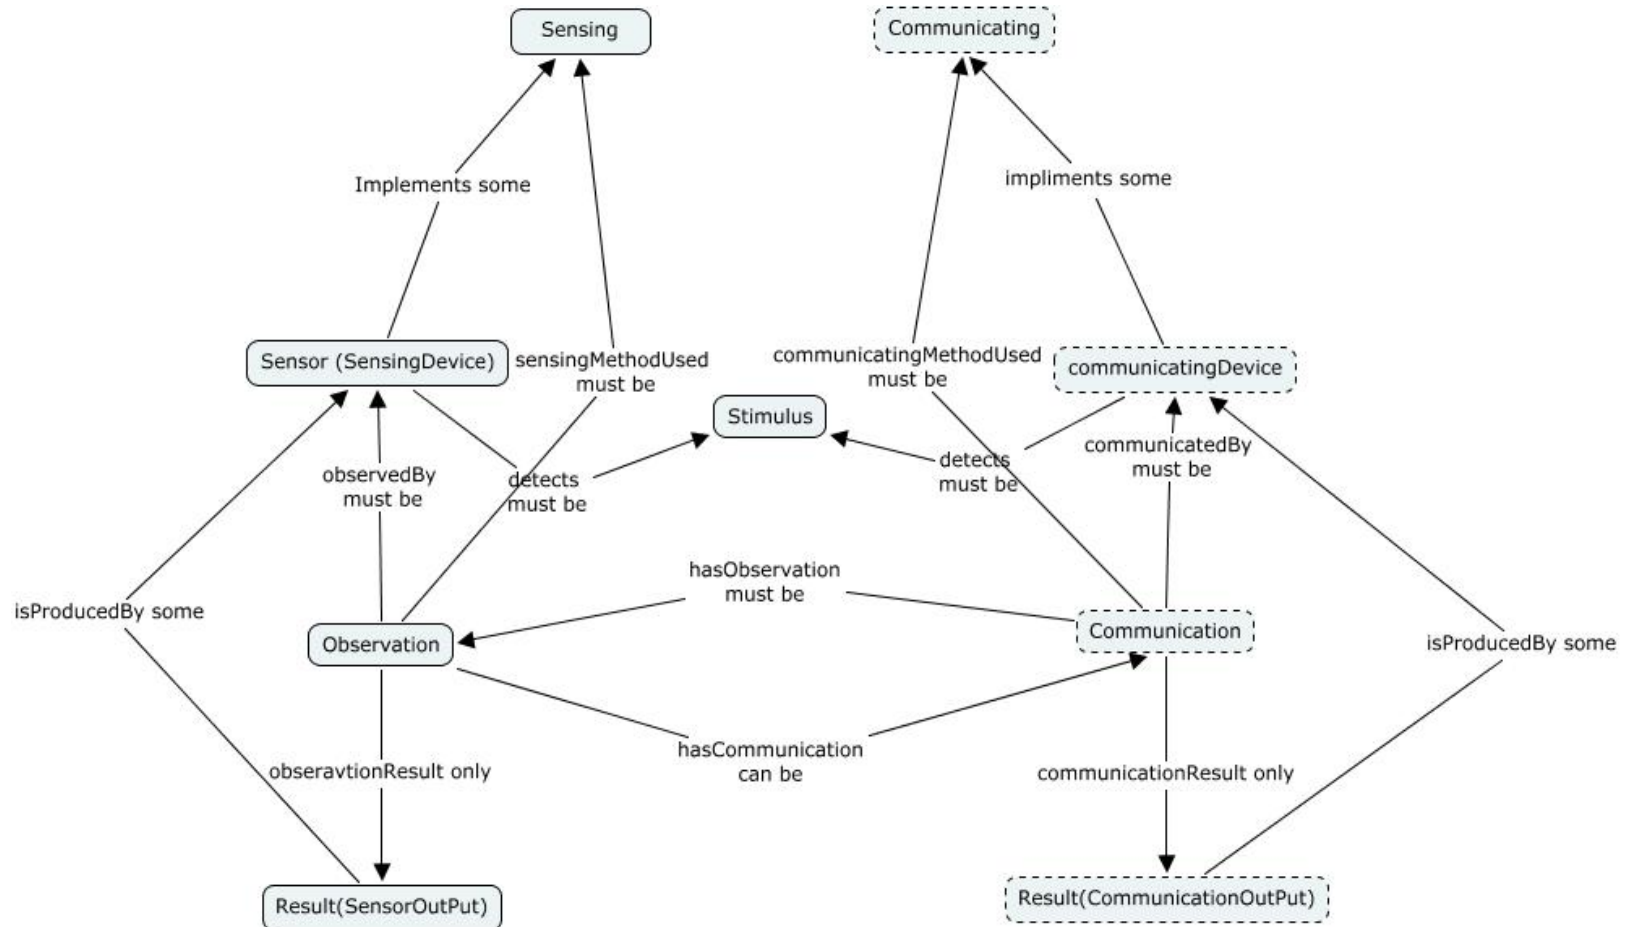 Sensing
Communicating
Implements some
impliments some
Sensor (SensingDevice)
sensingMethodUsed
must be
communicatingMethodUsed
must be
communicatingDevice
Stimulus
observedBy
must be
detects
must be
detects
must be
communicatedBy
must be
hasObservation
must be
isProducedBy some
Observation
Communication
isProducedBy some
hasCommunication
can be
obseravtionResult only
communicationResult only
Result(SensorOutPut)
Result(CommunicationOutPut)